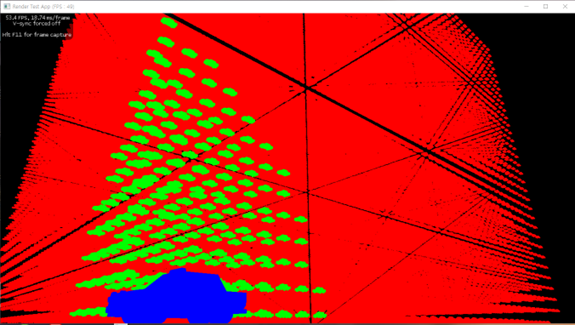 Render Test App (FPS : 49)
53.4 FPS, 18.74 ms/frame
V-sync forced off
Hit F11 for frame capture